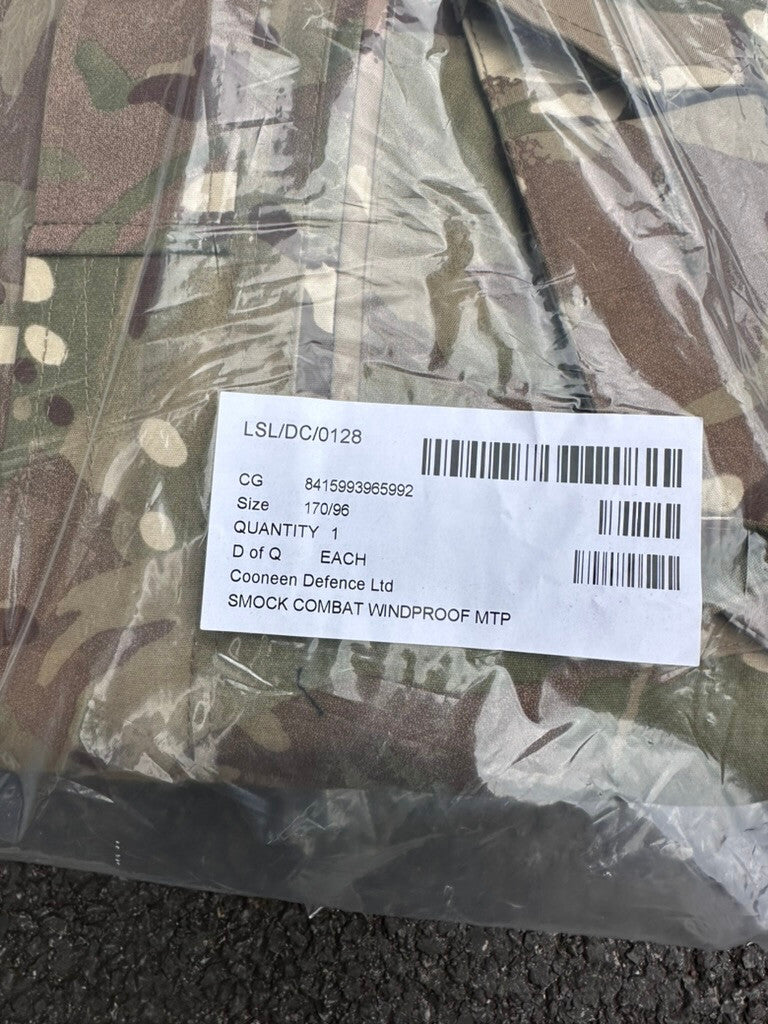 LSL/DC/0128
CG 8415993965992
Size 170/96
QUANTITY 1
D of Q EACH
Cooneen Defence Ltd
SMOCK COMBAT WINDPROOF MTP